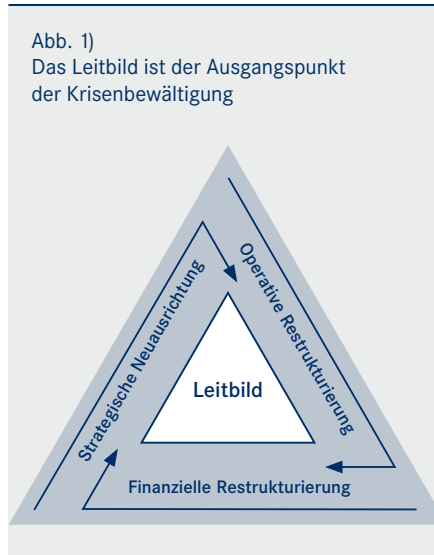 Abb. 1)
Das Leitbild ist der Ausgangspunkt
der Krisenbewältigung
Strategische Neuausrichtung
Operative Restrukturierung
Leitbild
Finanzielle Restrukturierung